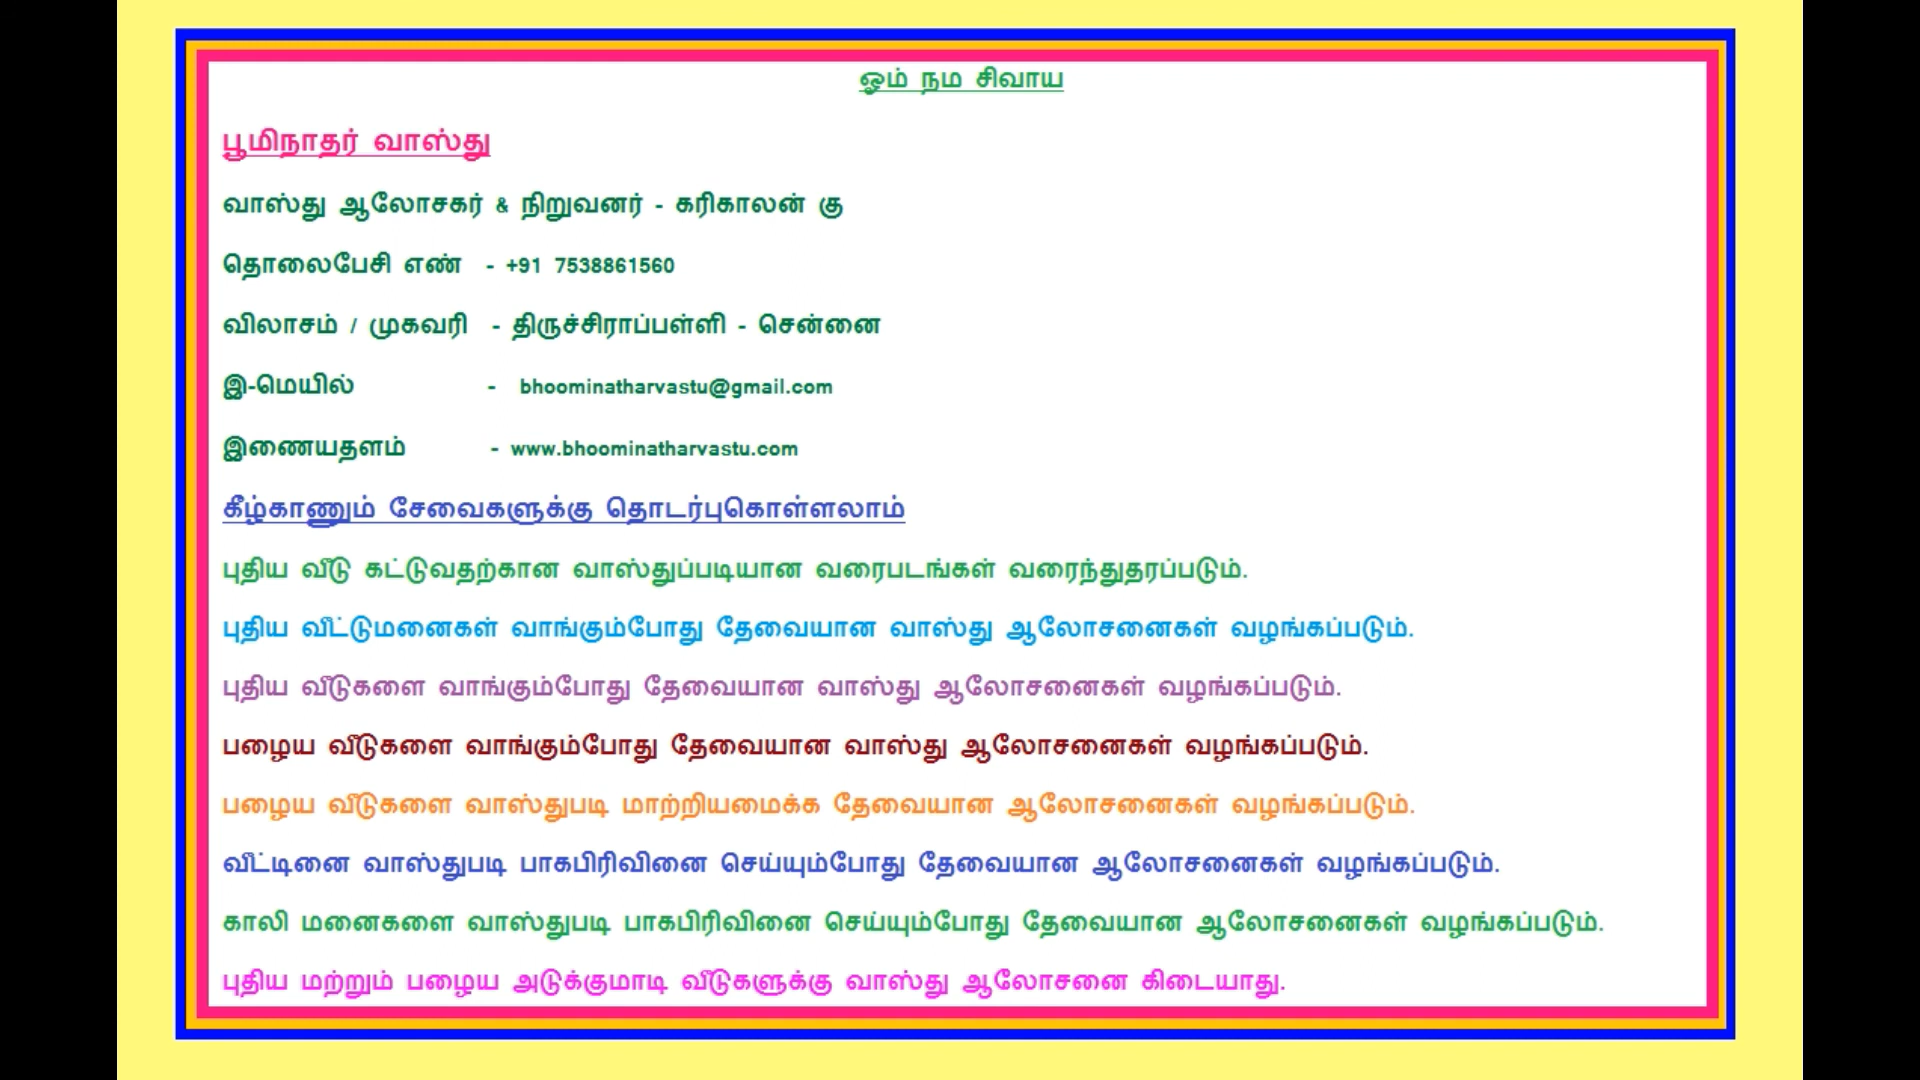 ஓம் நம சிவாய
பூமிநாதர் வாஸ்து
வாஸ்து ஆலோசகர் & நிறுவனர் - கரிகாலன் கு
தொலைபேசி எண் - +91 7538861560
விலாசம் / முகவரி - திருச்சிராப்பள்ளி - சென்னை
இ-மெயில் - bhoominatharvastu@gmail.com
இணையதளம் - www.bhoominatharvastu.com
கீழ்காணும் சேவைகளுக்கு தொடர்புகொள்ளலாம்
புதிய வீடு கட்டுவதற்கான வாஸ்துப்படியான வரைபடங்கள் வரைந்துதரப்படும்.
புதிய வீட்டுமனைகள் வாங்கும்போது தேவையான வாஸ்து ஆலோசனைகள் வழங்கப்படும்.
புதிய வீடுகளை வாங்கும்போது தேவையான வாஸ்து ஆலோசனைகள் வழங்கப்படும்.
பழைய வீடுகளை வாங்கும்போது தேவையான வாஸ்து ஆலோசனைகள் வழங்கப்படும்.
பழைய வீடுகளை வாஸ்துபடி மாற்றியமைக்க தேவையான ஆலோசனைகள் வழங்கப்படும்.
வீட்டினை வாஸ்துபடி பாகபிரிவினை செய்யும்போது தேவையான ஆலோசனைகள் வழங்கப்படும்.
காலி மனைகளை வாஸ்துபடி பாகபிரிவினை செய்யும்போது தேவையான ஆலோசனைகள் வழங்கப்படும்.
புதிய மற்றும் பழைய அடுக்குமாடி வீடுகளுக்கு வாஸ்து ஆலோசனை கிடையாது.